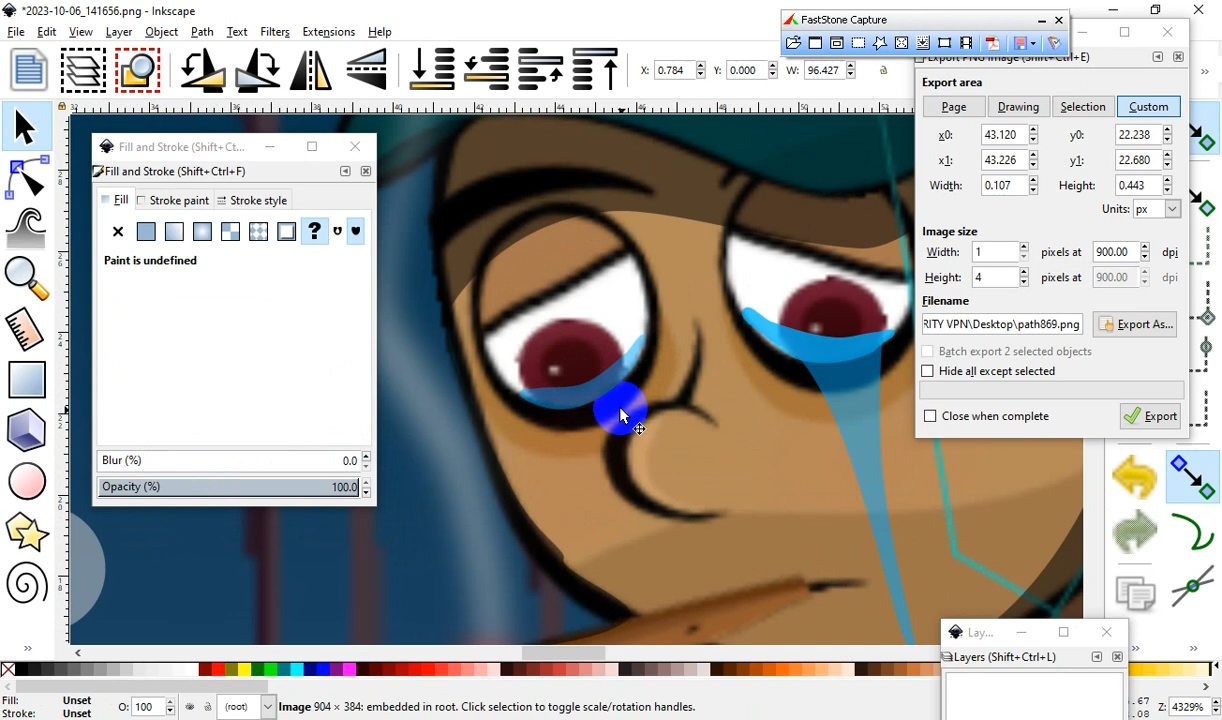 *2023-10-06_141656.png - Inkscape
File Edit View Layer Object Path Text Filters Extensions Help
FastStone Capture
X: 0.784 Y: 0.000 W: 96.427
Fill and Stroke (Shift+Ct...
Fill and Stroke (Shift+Ctrl+F)
Fill Stroke paint Stroke style
Paint is undefined
Blur (%) 0.0
Opacity (%) 100.0
Export PNG Image (Shift+Ctrl+E)
Export area
Page Drawing Selection Custom
x0: 43.120 y0: 22.238
x1: 43.226 y1: 22.680
Width: 0.107 Height: 0.443
Units: px
Image size
Width: 1 pixels at 900.00 dpi
Height: 4 pixels at 900.00 dpi
Filename
RITY VPN\Desktop\path869.png Export As...
Batch export 2 selected objects
Hide all except selected
Close when complete Export
Lay...
Layers (Shift+Ctrl+L)
Fill: Unset
Stroke: Unset
O: 100
(root)
Image 904 × 384: embedded in root. Click selection to toggle scale/rotation handles.
Z: 4329%